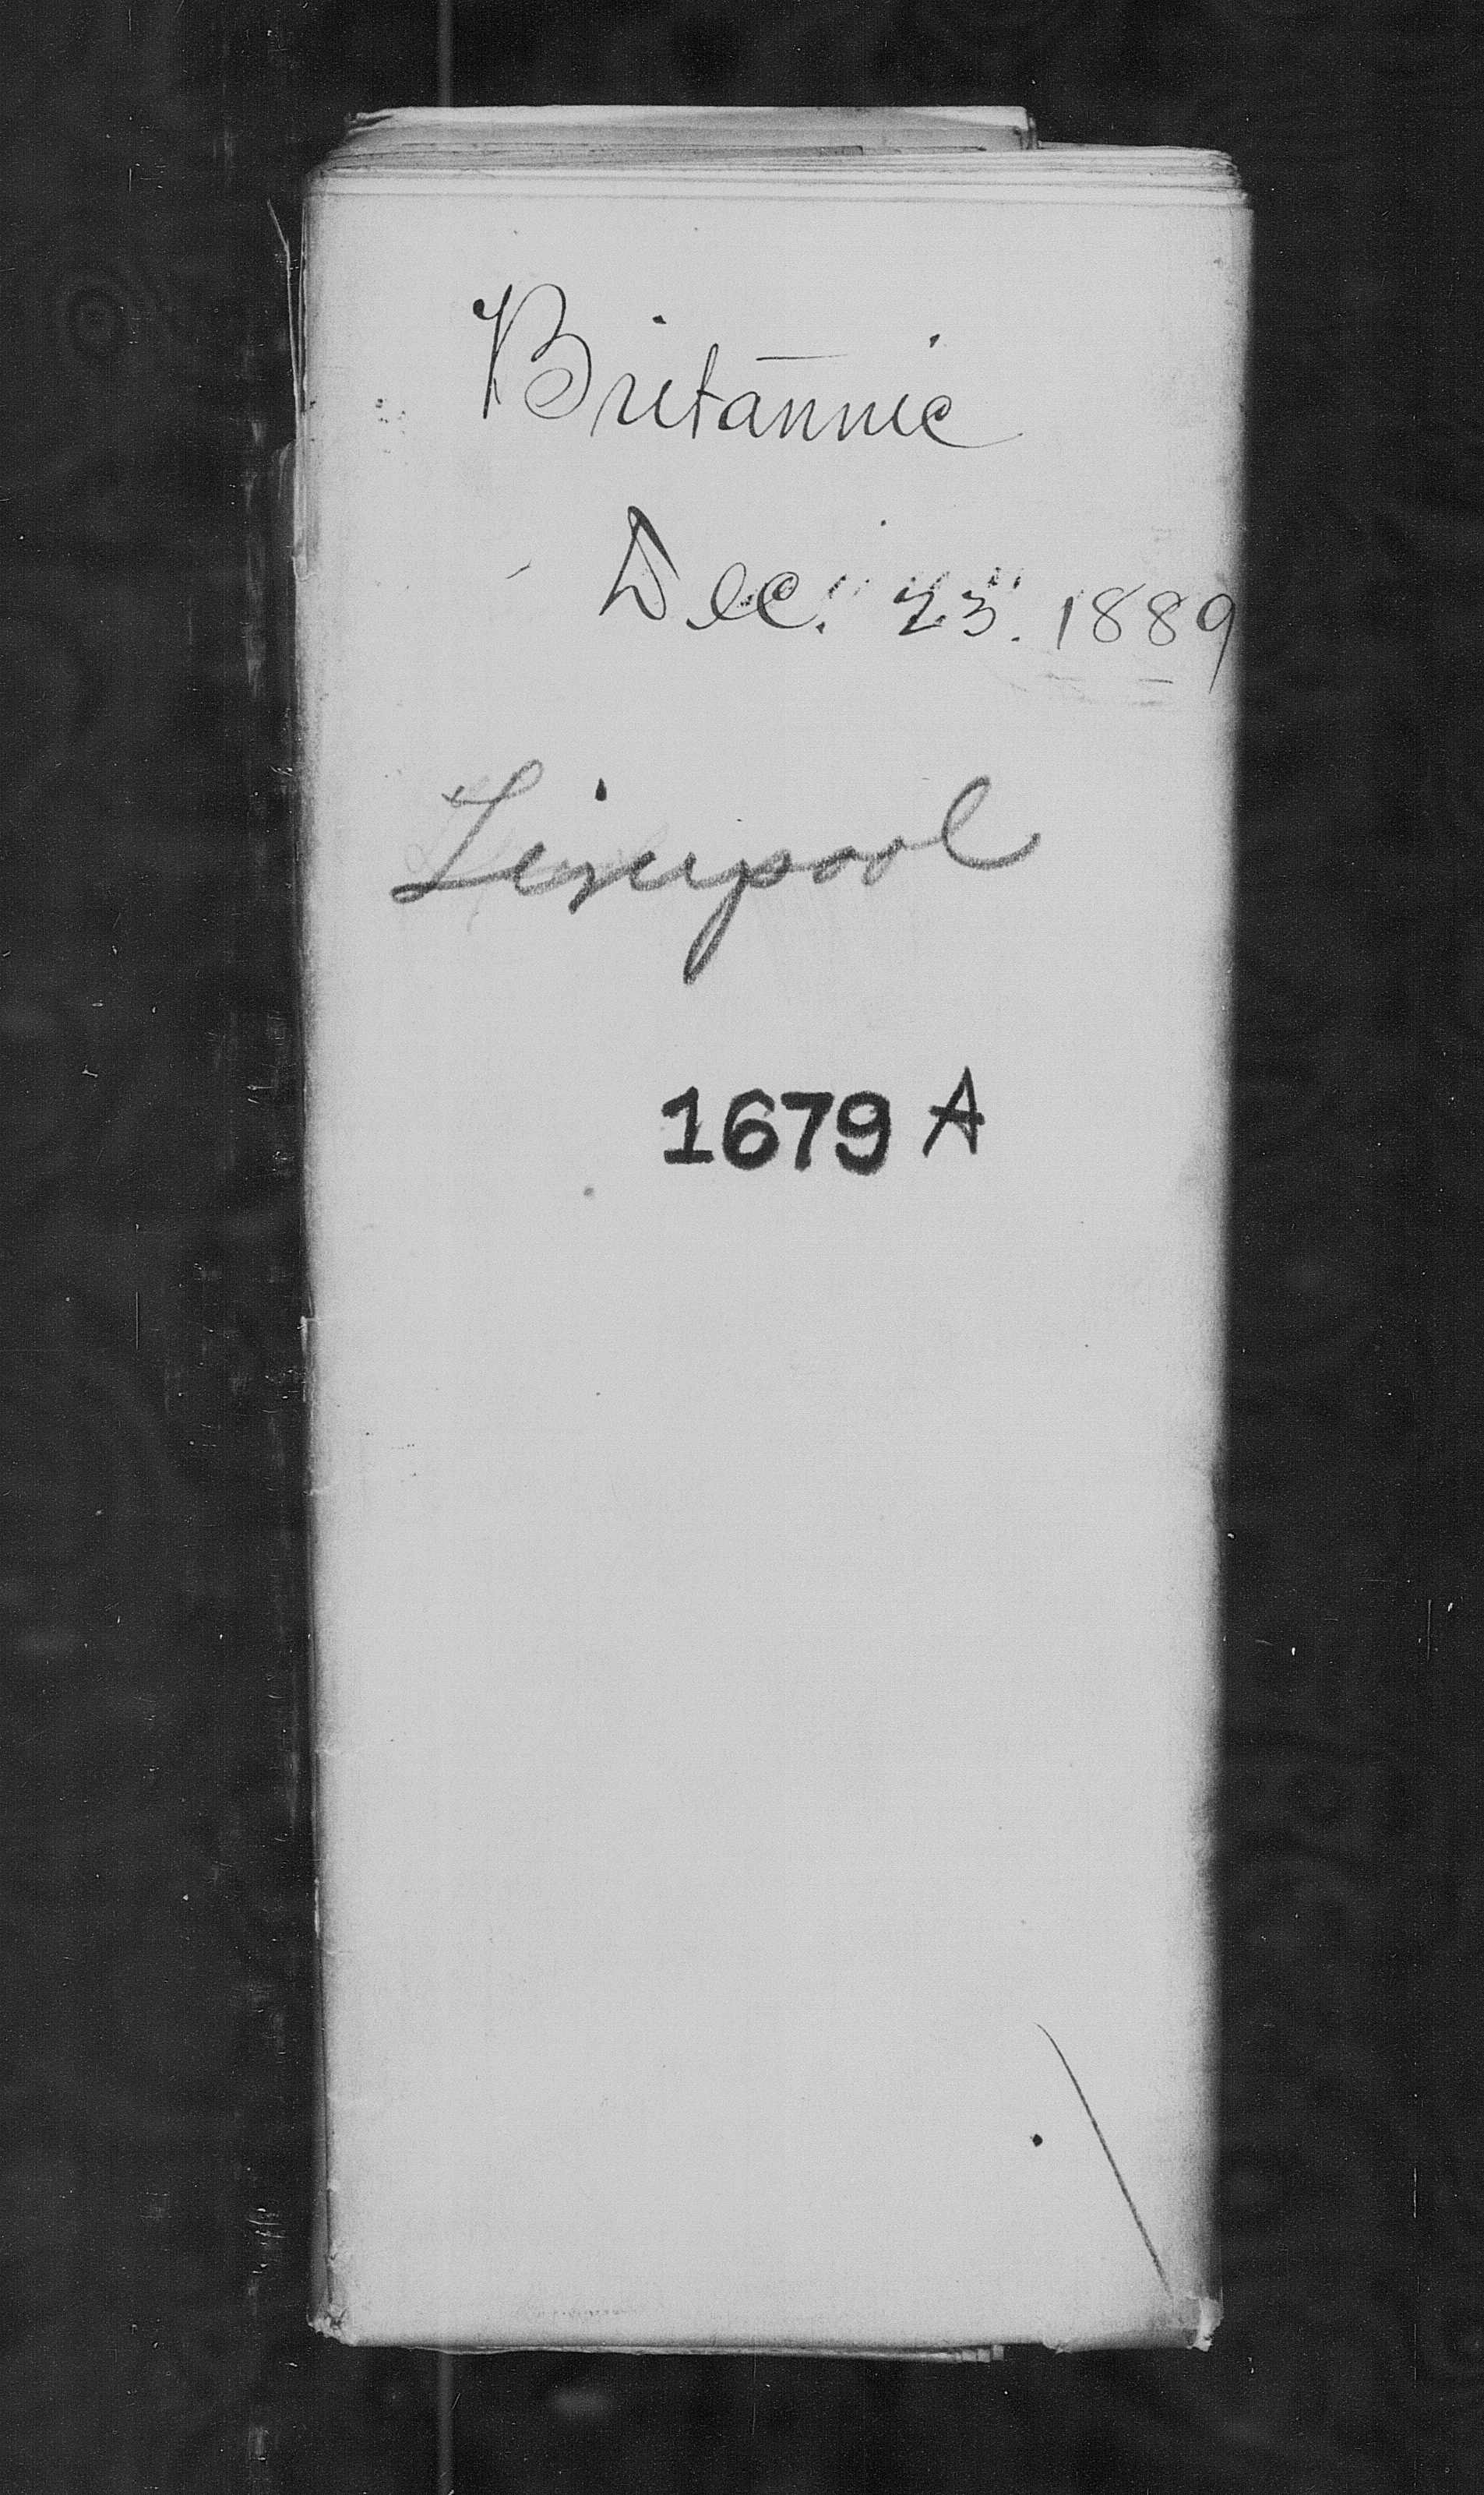 Britannic
Dec. 23. 1889
Liverpool
1679 A